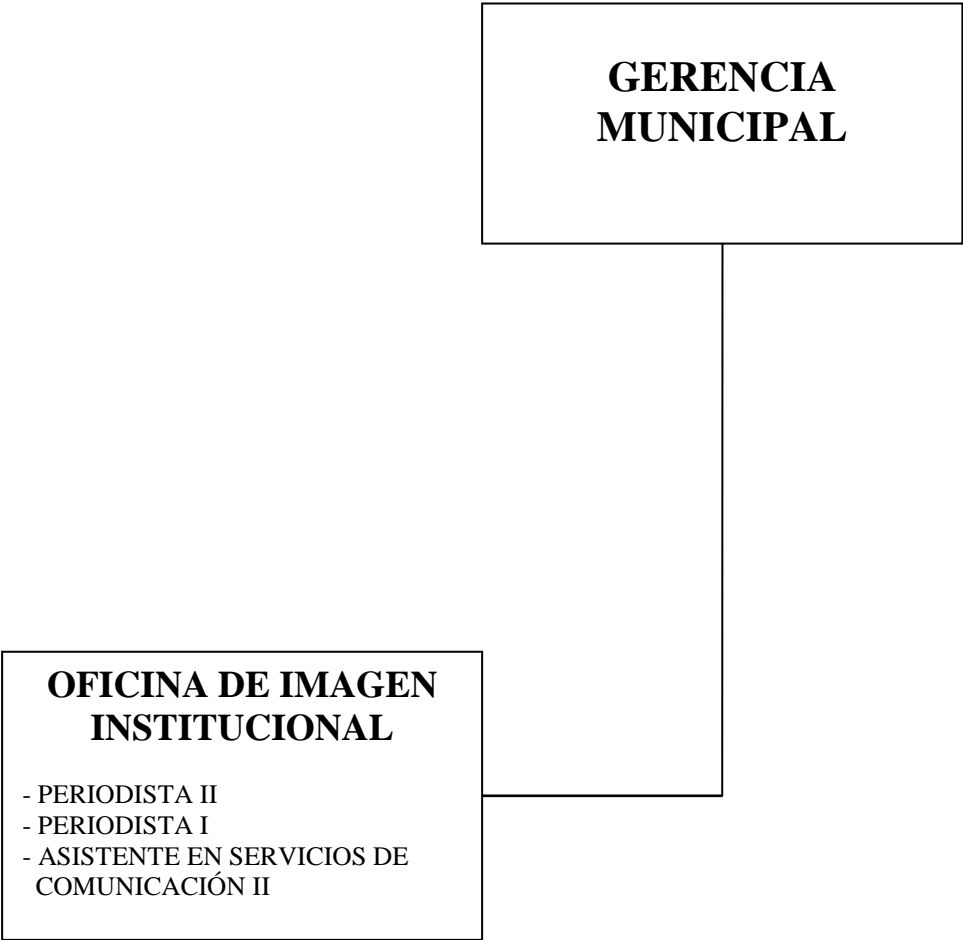 GERENCIA
MUNICIPAL
OFICINA DE IMAGEN
INSTITUCIONAL
- PERIODISTA II
- PERIODISTA I
- ASISTENTE EN SERVICIOS DE
COMUNICACIÓN II